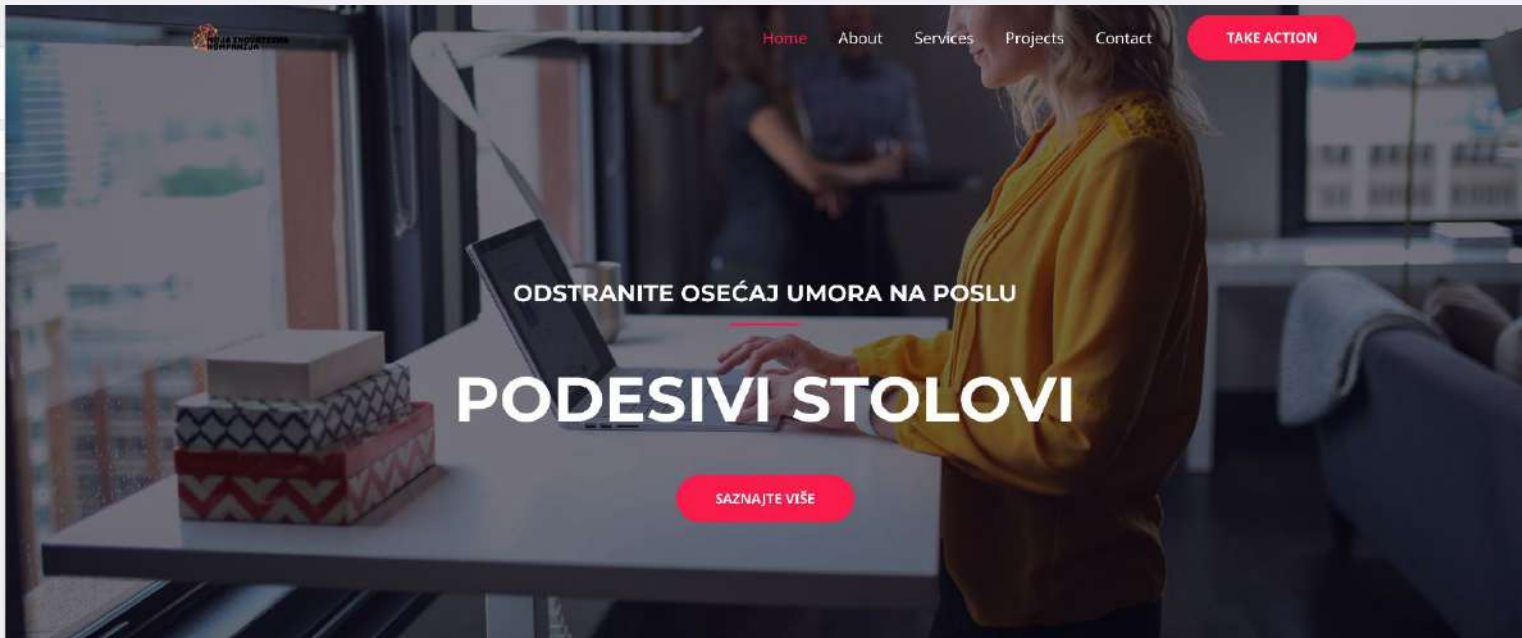 Home About Services Projects Contact TAKE ACTION
ODSTRANITE OSEĆAJ UMORA NA POSLU
PODESIVI STOLOVI
SAZNAJTE VIŠE